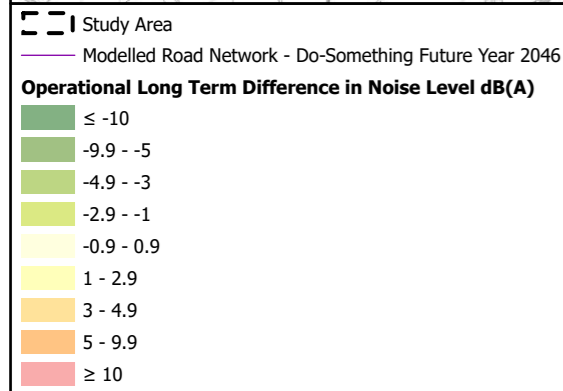 Study Area
Modelled Road Network - Do-Something Future Year 2046
Operational Long Term Difference in Noise Level dB(A)
≤ -10
-9.9 - -5
-4.9 - -3
-2.9 - -1
-0.9 - 0.9
1 - 2.9
3 - 4.9
5 - 9.9
≥ 10